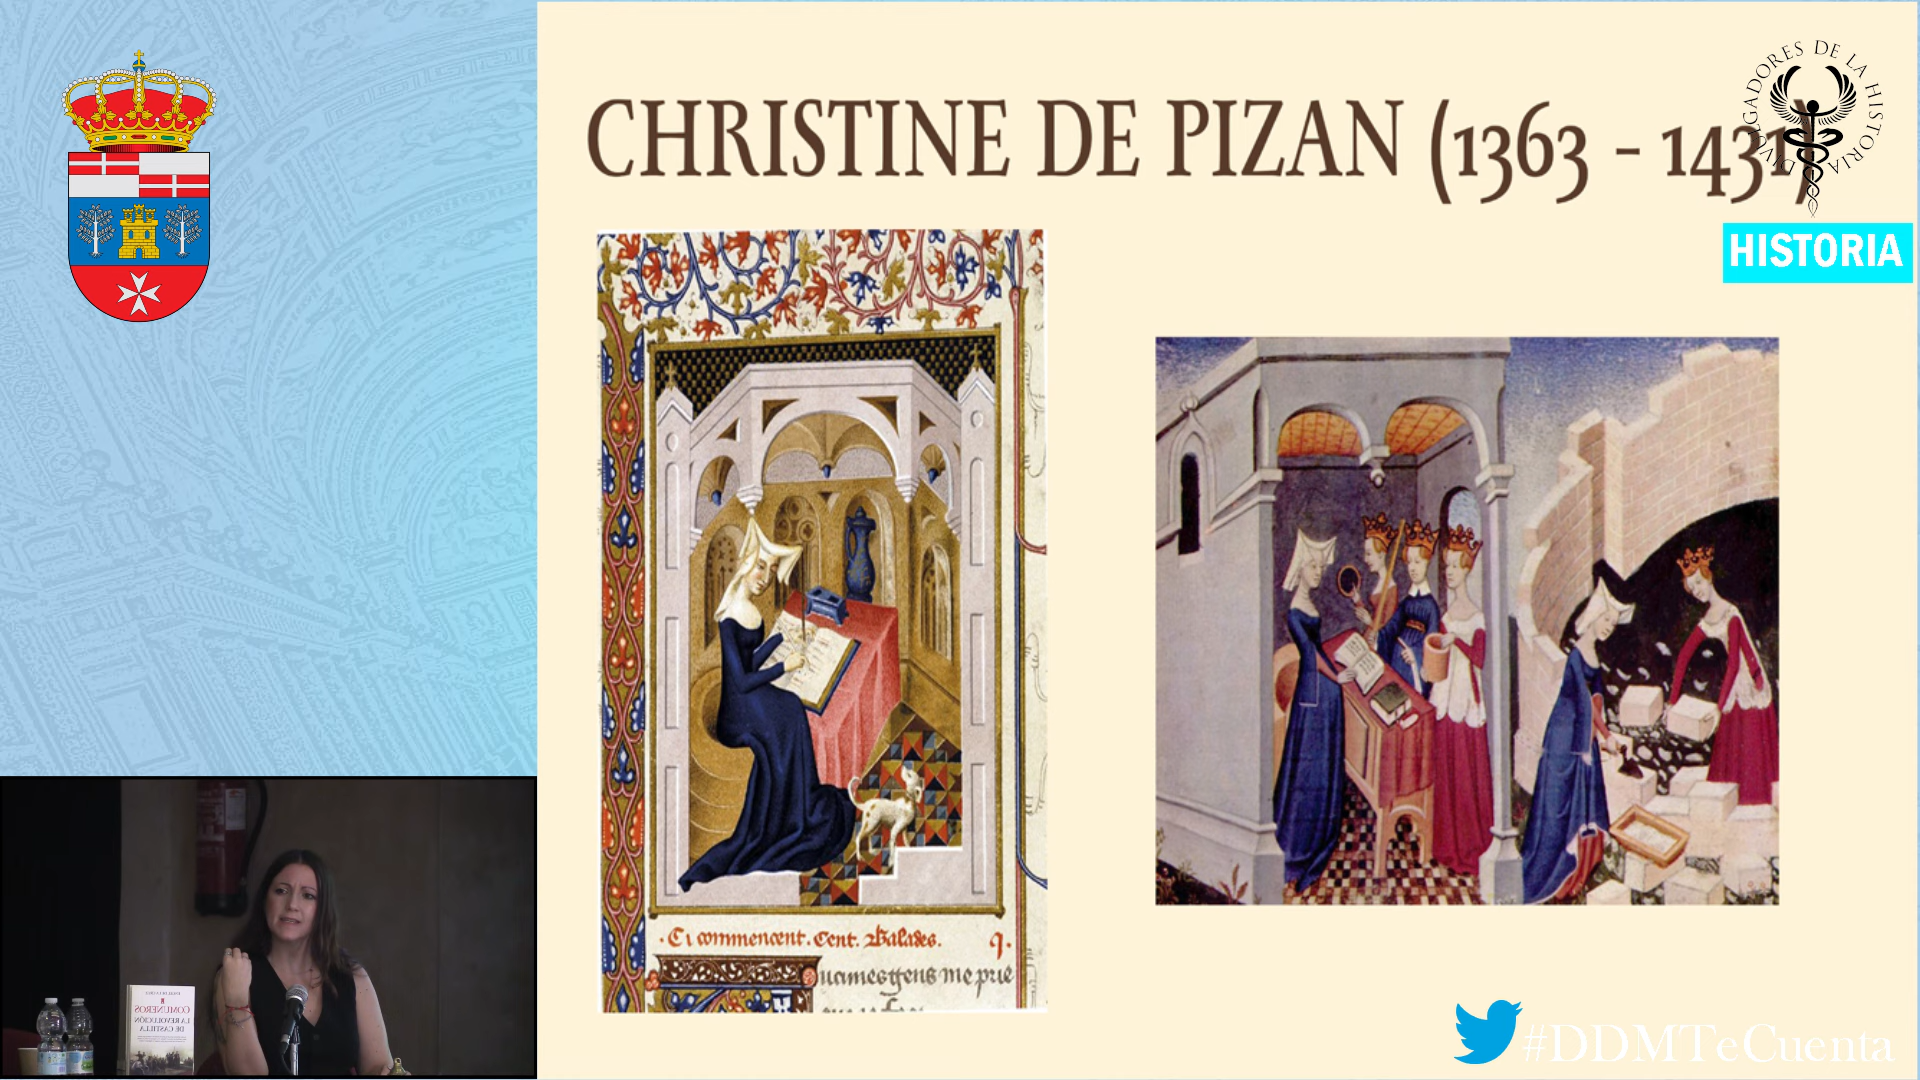 CHRISTINE DE PIZAN (1363 - 1431)
DIVULGADORES DE LA HISTORIA
HISTORIA
· Ci commencent . Cent . Balades .
COMUNEROS
LA REVOLUCIÓN
DE CASTILLA
#DDMTeCuenta